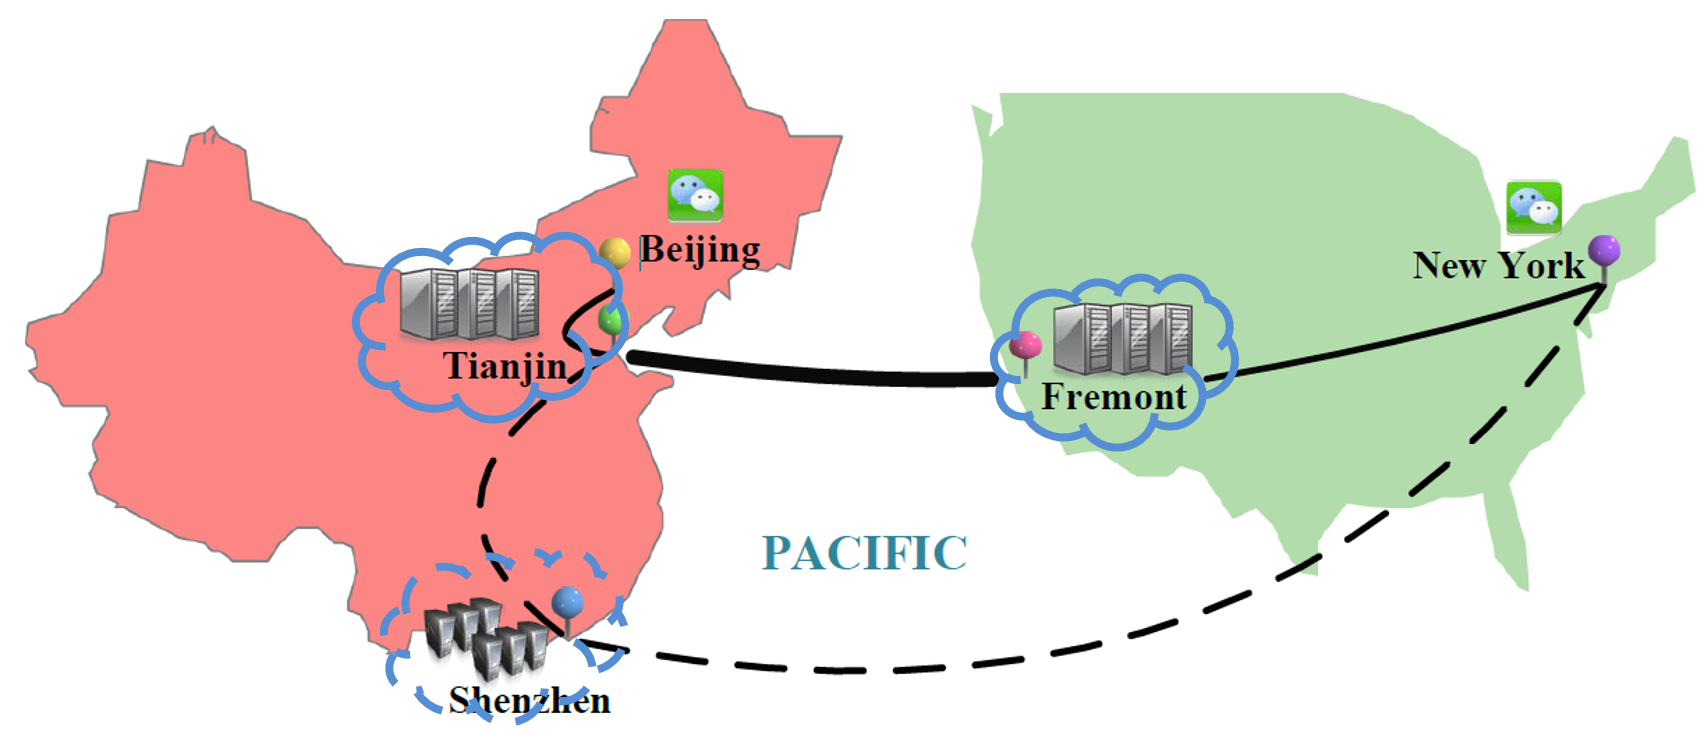 Beijing
New York
Tianjin
Fremont
PACIFIC
Shenzhen